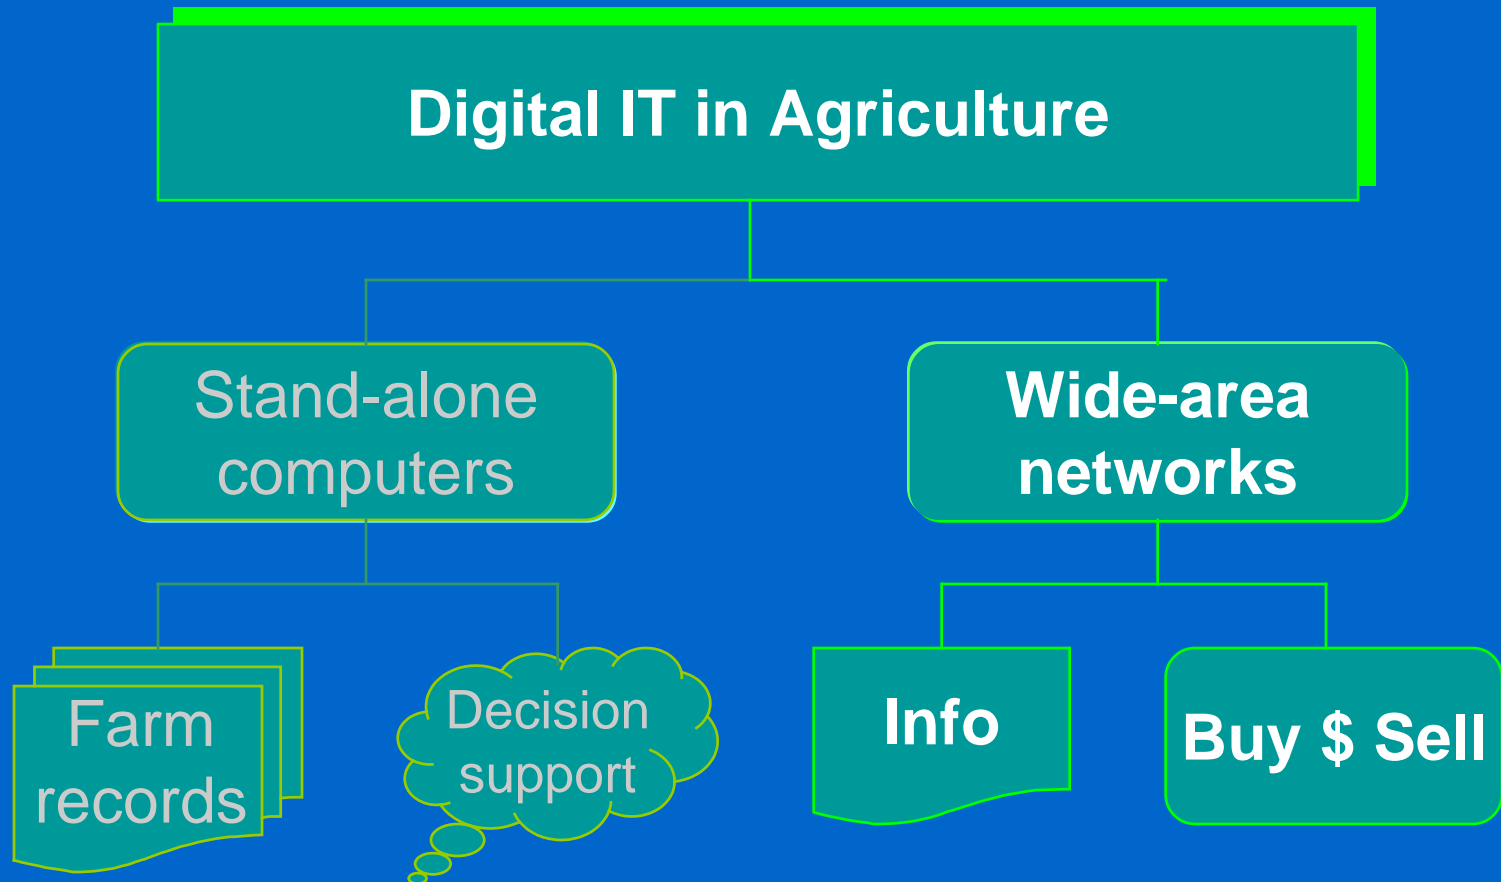 Digital IT in Agriculture
Stand-alone
computers
Wide-area
networks
Farm
records
Decision
support
Info
Buy $ Sell